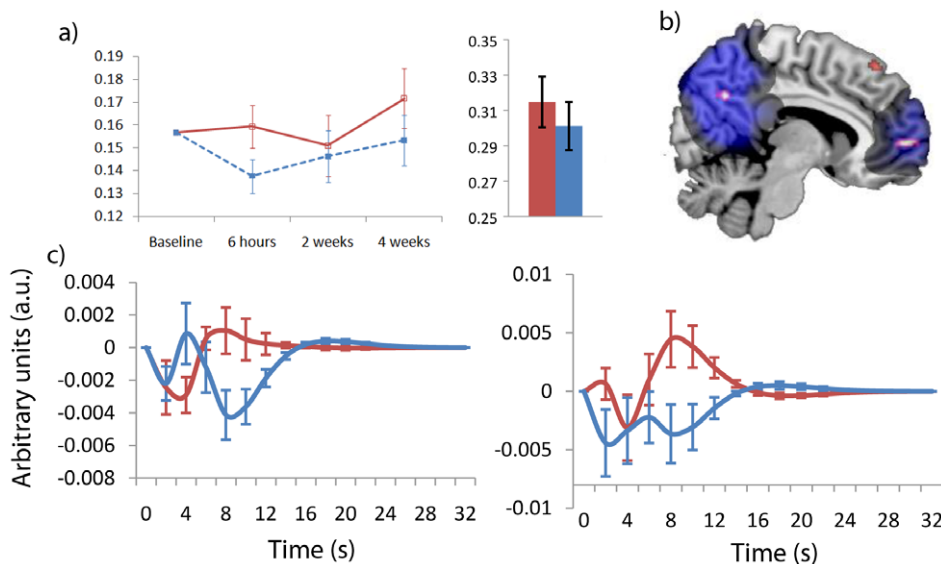 a)
0.19
0.18
0.17
0.16
0.15
0.14
0.13
0.12
Baseline 6 hours 2 weeks 4 weeks
0.35
0.33
0.31
0.29
0.27
0.25
b)
c)
Arbitrary units (a.u.)
0.004
0.002
0
-0.002
-0.004
-0.006
-0.008
0 4 8 12 16 20 24 28 32
Time (s)
0.01
0.005
0
-0.005
-0.01
0 4 8 12 16 20 24 28 32
Time (s)